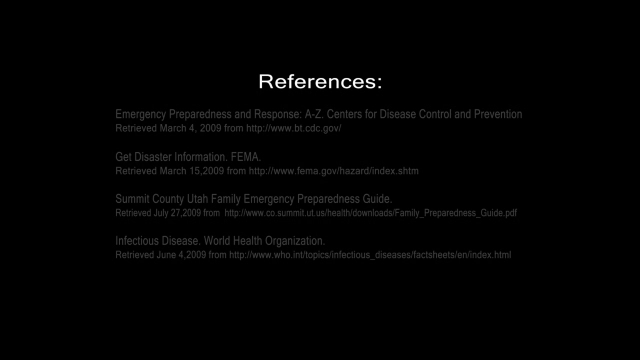 References:
Emergency Preparedness and Response: A-Z. Centers for Disease Control and Prevention
Retrieved March 4, 2009 from http://www.bt.cdc.gov/
Get Disaster Information. FEMA.
Retrieved March 15,2009 from http://www.fema.gov/hazard/index.shtm
Summit County Utah Family Emergency Preparedness Guide.
Retrieved July 27,2009 from http://www.co.summit.ut.us/health/downloads/Family_Preparedness_Guide.pdf
Infectious Disease. World Health Organization.
Retrieved June 4,2009 from http://www.who.int/topics/infectious_diseases/factsheets/en/index.html